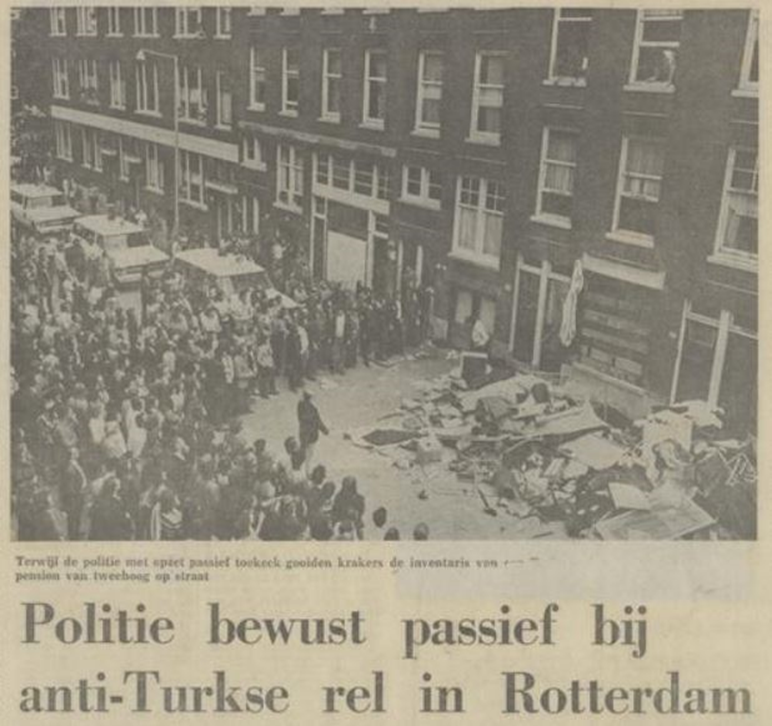 Terwijl de politie met opzet passief toekeek gooiden krakers de inventaris van
pension van tweehoog op straat
Politie bewust passief bij
anti-Turkse rel in Rotterdam